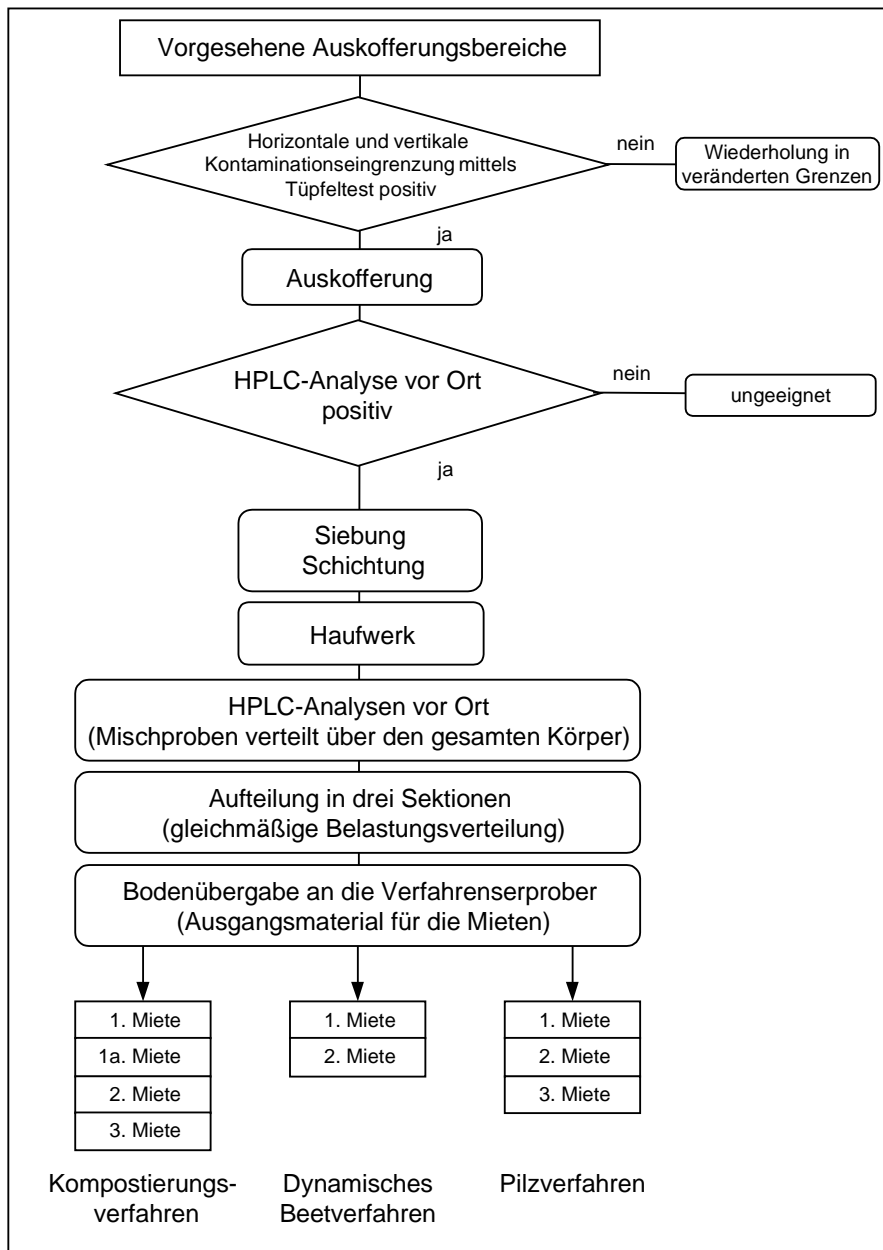 Vorgesehene Auskofferungsbereiche
Horizontale und vertikale
Kontaminationseingrenzung mittels
Tüpfeltest positiv
nein
Wiederholung in
veränderten Grenzen
ja
Auskofferung
HPLC-Analyse vor Ort
positiv
nein
ungeeignet
ja
Siebung
Schichtung
Haufwerk
HPLC-Analysen vor Ort
(Mischproben verteilt über den gesamten Körper)
Aufteilung in drei Sektionen
(gleichmäßige Belastungsverteilung)
Bodenübergabe an die Verfahrenserprober
(Ausgangsmaterial für die Mieten)
1. Miete
1a. Miete
2. Miete
3. Miete
Kompostierungs-
verfahren
1. Miete
2. Miete
Dynamisches
Beetverfahren
1. Miete
2. Miete
3. Miete
Pilzverfahren